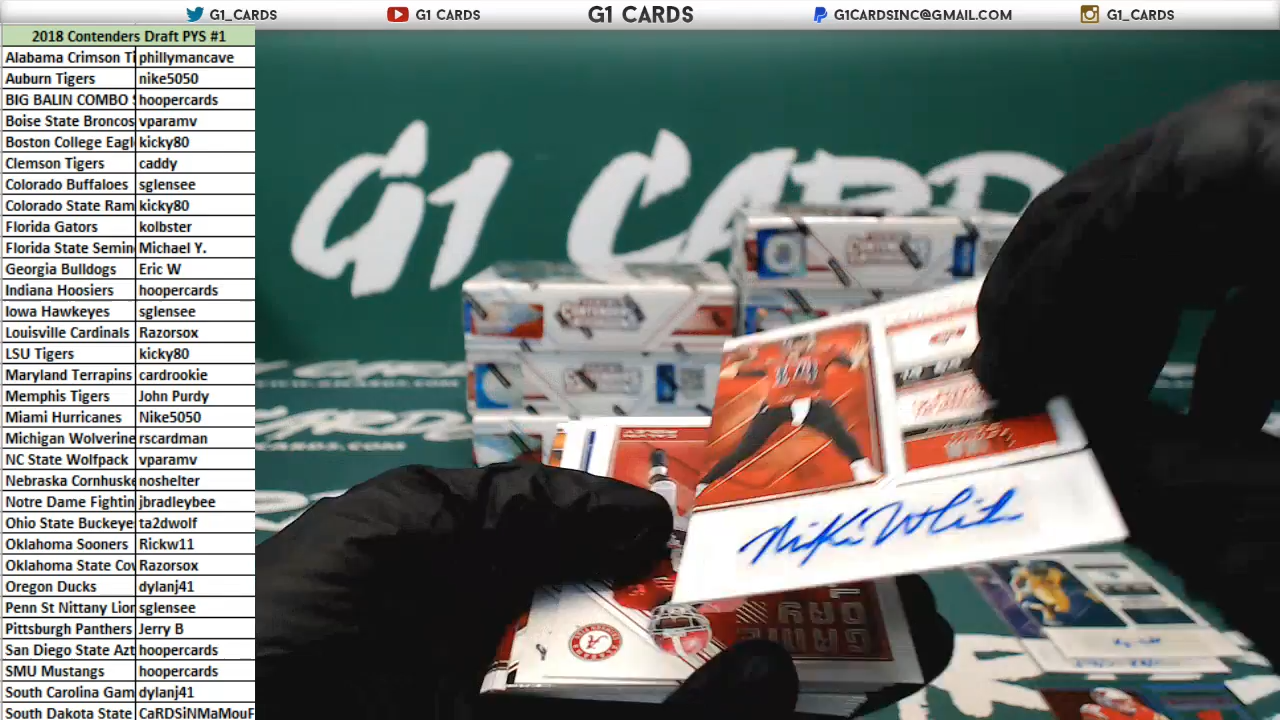 G1_CARDS
G1 CARDS
G1 CARDS
G1CARDSINC@GMAIL.COM
G1_CARDS
2018 Contenders Draft PYS #1
Alabama Crimson Ti phillymancave
Auburn Tigers nike5050
BIG BALIN COMBO hoopercards
Boise State Broncos vparamv
Boston College Eagl kicky80
Clemson Tigers caddy
Colorado Buffaloes sglensee
Colorado State Ram kicky80
Florida Gators kolbster
Florida State Semin Michael Y.
Georgia Bulldogs Eric W
Indiana Hoosiers hoopercards
Iowa Hawkeyes sglensee
Louisville Cardinals Razorsox
LSU Tigers kicky80
Maryland Terrapins cardrookie
Memphis Tigers John Purdy
Miami Hurricanes Nike5050
Michigan Wolverine rscardman
NC State Wolfpack vparamv
Nebraska Cornhuske noshelter
Notre Dame Fightin jbradleybee
Ohio State Buckeye ta2dwolf
Oklahoma Sooners Rickw11
Oklahoma State Cov Razorsox
Oregon Ducks dylanj41
Penn St Nittany Lion sglensee
Pittsburgh Panthers Jerry B
San Diego State Azt hoopercards
SMU Mustangs hoopercards
South Carolina Gam dylanj41
South Dakota State CaRDSiNMaMouF
G1 CARD
Mike White
GAME
DAY